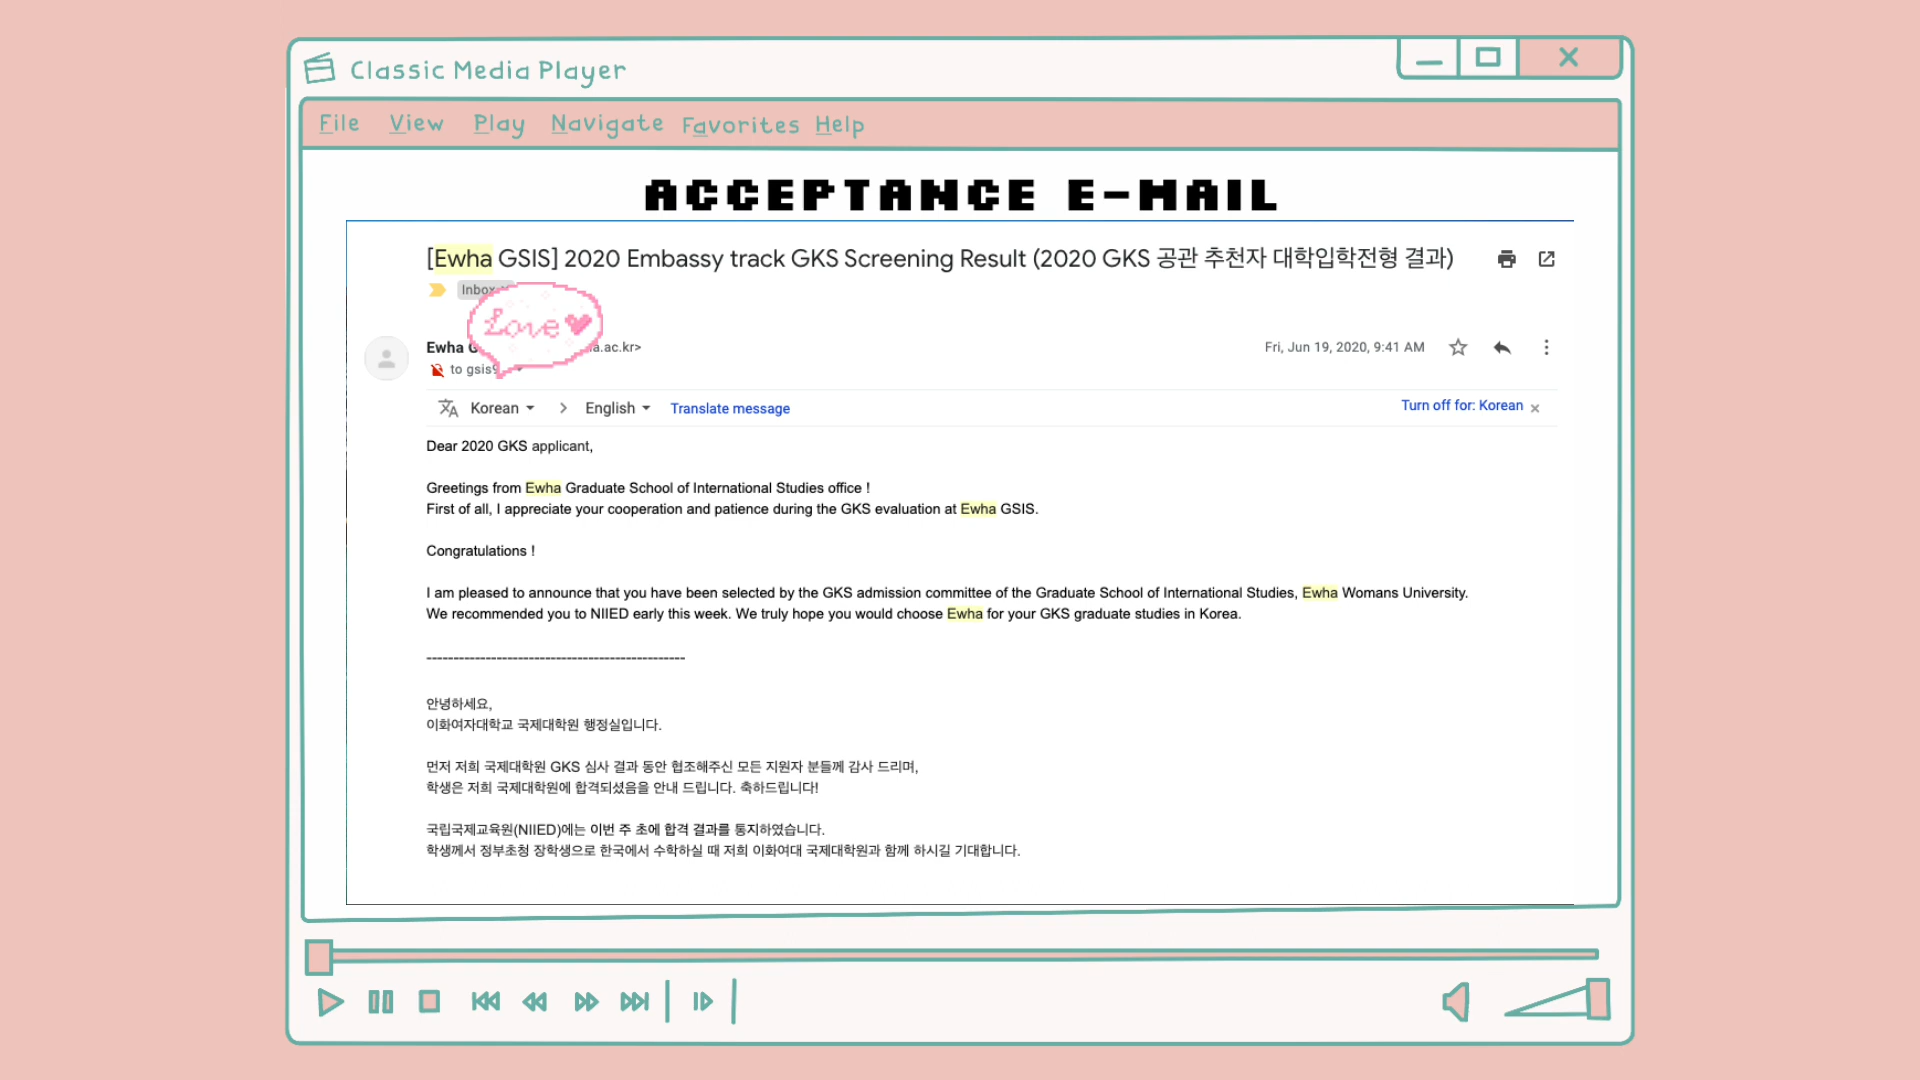 Classic Media Player
File View Play Navigate Favorites Help
ACCEPTANCE E-MAIL
[Ewha GSIS] 2020 Embassy track GKS Screening Result (2020 GKS 공관 추천자 대학입학전형 결과)
Inbox
Love
Ewha .ac.kr>
Fri, Jun 19, 2020, 9:41 AM
to
Korean > English Translate message
Turn off for: Korean ×
Dear 2020 GKS applicant,
Greetings from Ewha Graduate School of International Studies office !
First of all, I appreciate your cooperation and patience during the GKS evaluation at Ewha GSIS.
Congratulations !
I am pleased to announce that you have been selected by the GKS admission committee of the Graduate School of International Studies, Ewha Womans University.
We recommended you to NIIED early this week. We truly hope you would choose Ewha for your GKS graduate studies in Korea.
------------------------------------------------
안녕하세요,
이화여자대학교 국제대학원 행정실입니다.
먼저 저희 국제대학원 GKS 심사 결과 동안 협조해주신 모든 지원자 분들께 감사 드리며,
학생은 저희 국제대학원에 합격되셨음을 안내 드립니다. 축하드립니다!
국립국제교육원(NIIED)에는 이번 주 초에 합격 결과를 통지하였습니다.
학생께서 정부초청 장학생으로 한국에서 수학하실 때 저희 이화여대 국제대학원과 함께 하시길 기대합니다.